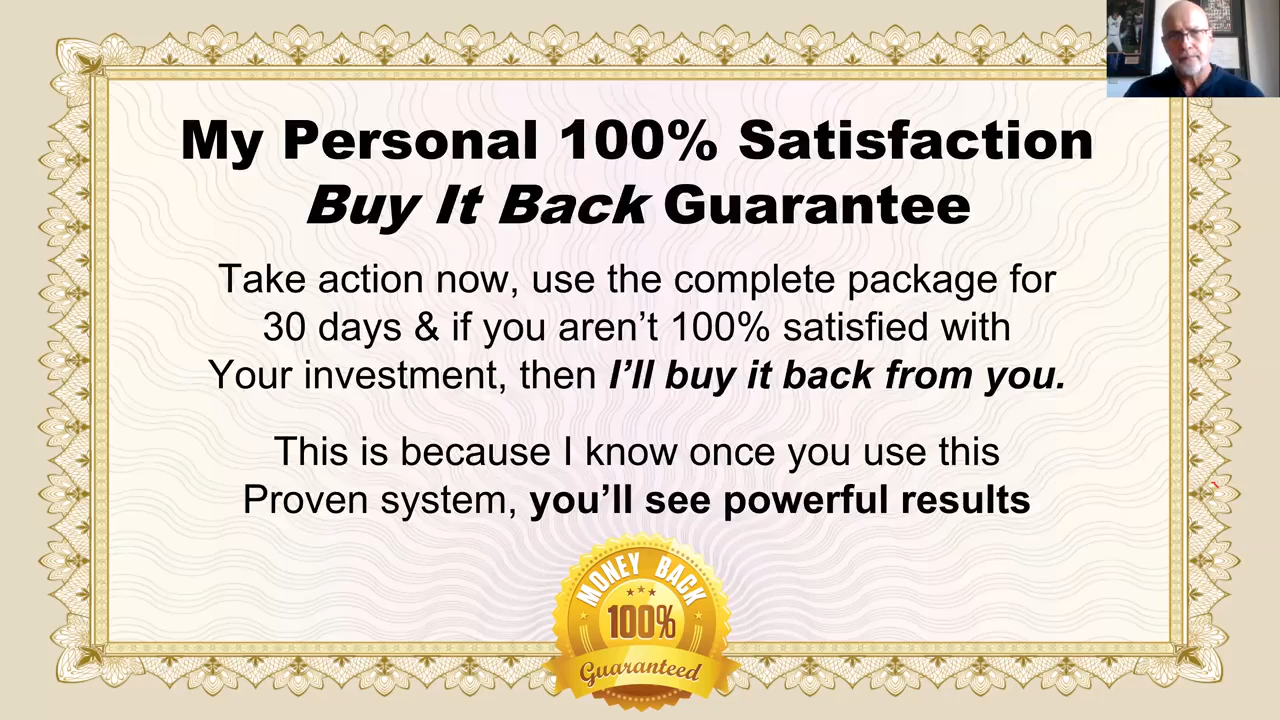 My Personal 100% Satisfaction
Buy It Back Guarantee
Take action now, use the complete package for
30 days & if you aren’t 100% satisfied with
Your investment, then I’ll buy it back from you.
This is because I know once you use this
Proven system, you’ll see powerful results
MONEY BACK
100%
Guaranteed